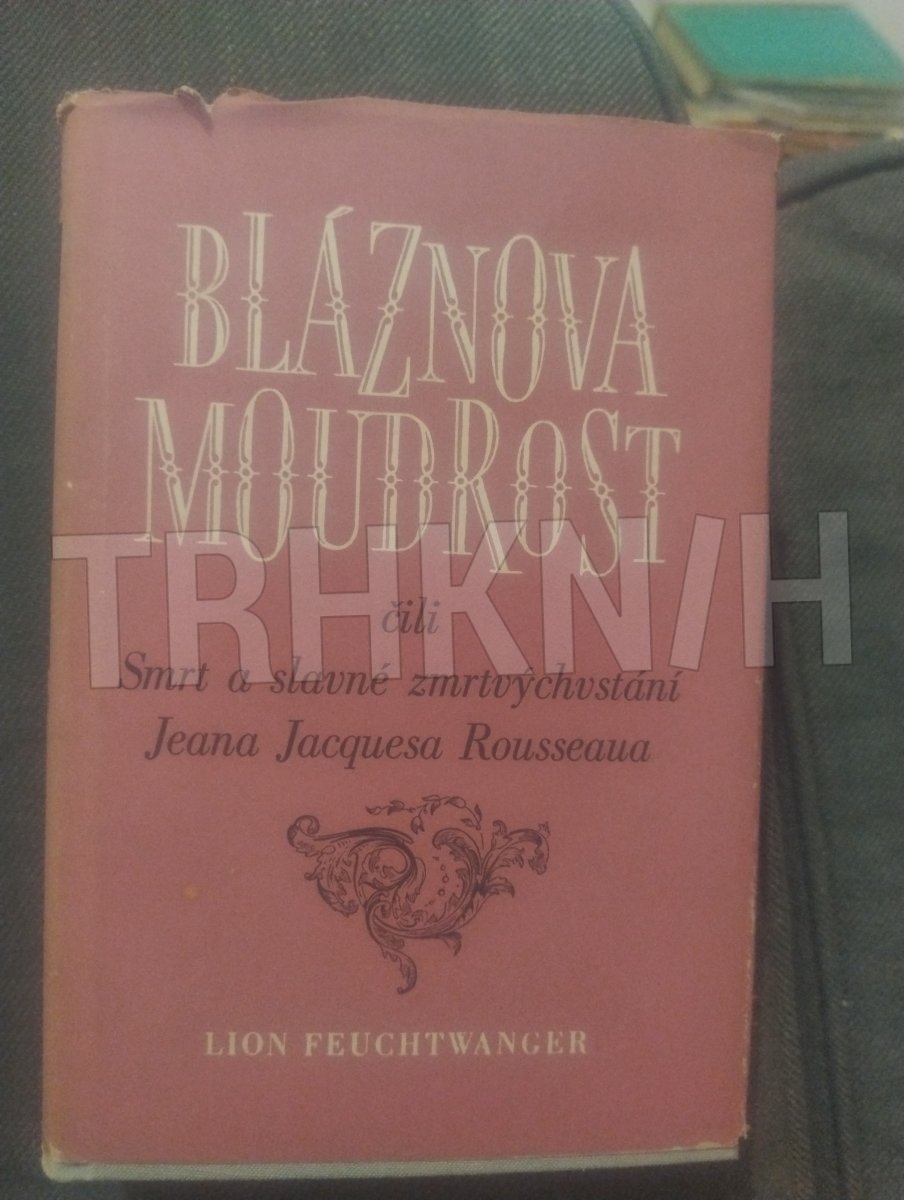 BLÁZNOVA
MOUDROST
TRHKNIH
čili
Smrt a slavné zmrtvýchvstání
Jeana Jacquesa Rousseaua
LION FEUCHTWANGER